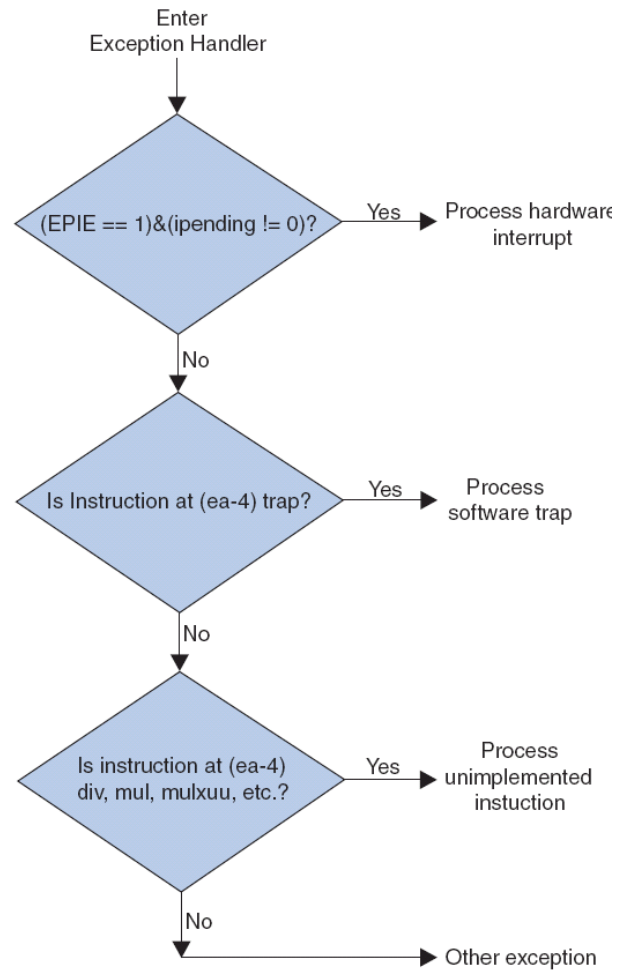 Enter
Exception Handler
(EPIE == 1)&(ipending != 0)?
Yes
Process hardware
interrupt
No
Is Instruction at (ea-4) trap?
Yes
Process
software trap
No
Is instruction at (ea-4)
div, mul, mulxuu, etc.?
Yes
Process
unimplemented
instuction
No
Other exception